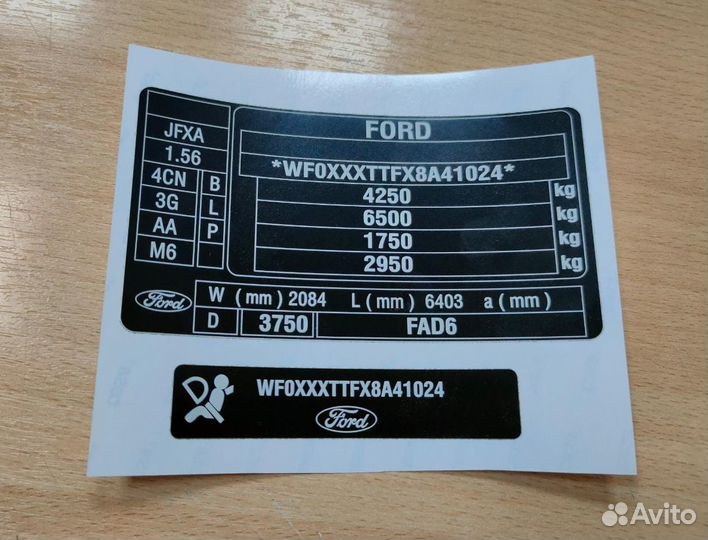 FORD
JFXA
1.56
*WF0XXXTTFX8A41024*
4CN B 4250 kg
3G L 6500 kg
AA P 1750 kg
M6 2950 kg
Ford W (mm) 2084 L (mm) 6403 a (mm)
D 3750 FAD6
WF0XXXTTFX8A41024
Ford
Avito